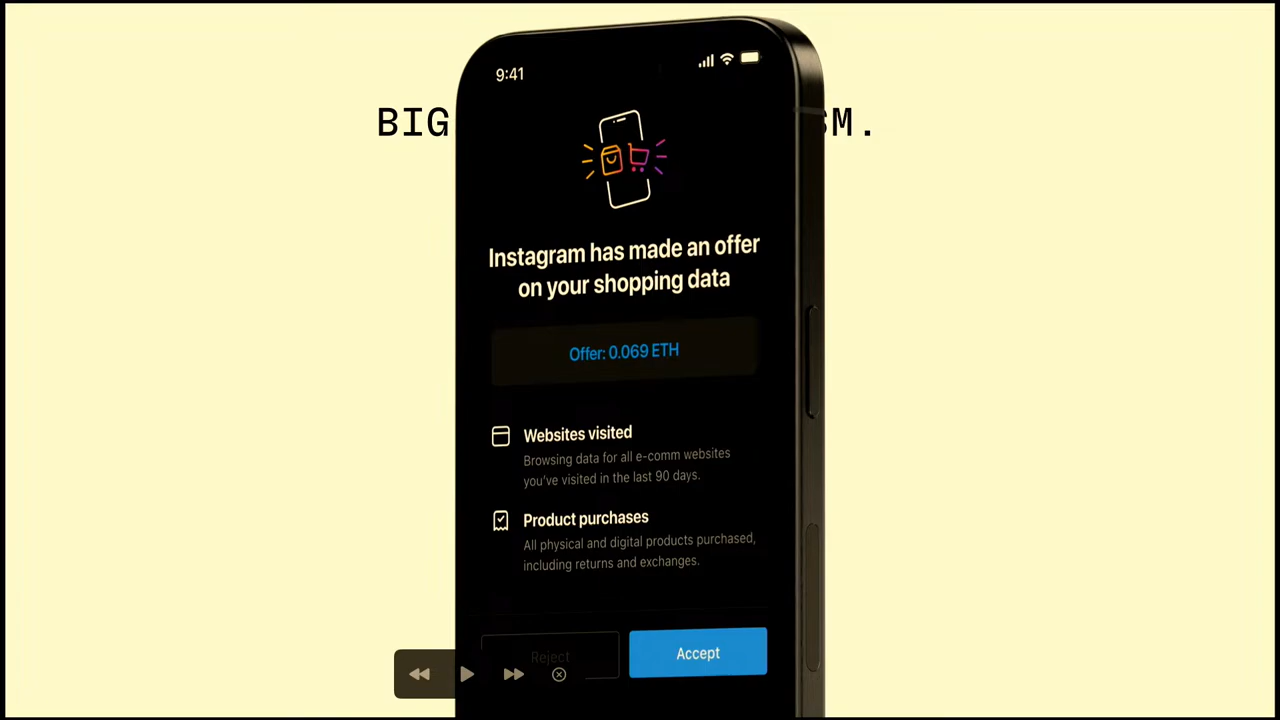 9:41
BIG SM.
Instagram has made an offer
on your shopping data
Offer: 0.069 ETH
Websites visited
Browsing data for all e-comm websites
you've visited in the last 90 days.
Product purchases
All physical and digital products purchased,
including returns and exchanges.
Reject
Accept